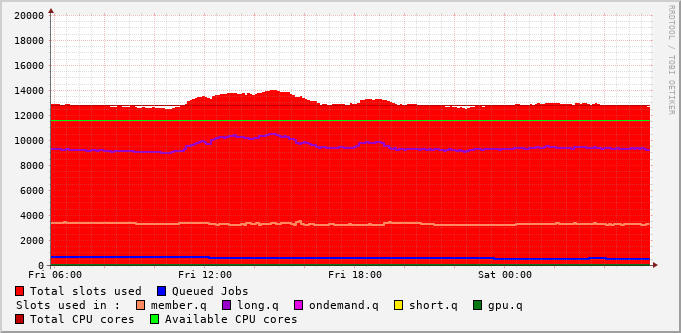 20000
18000
16000
14000
12000
10000
8000
6000
4000
2000
0
Fri 06:00 Fri 12:00 Fri 18:00 Sat 00:00
RRDTOOL / TOBI OETIKER
Total slots used Queued Jobs
Slots used in : member.q long.q ondemand.q short.q gpu.q
Total CPU cores Available CPU cores